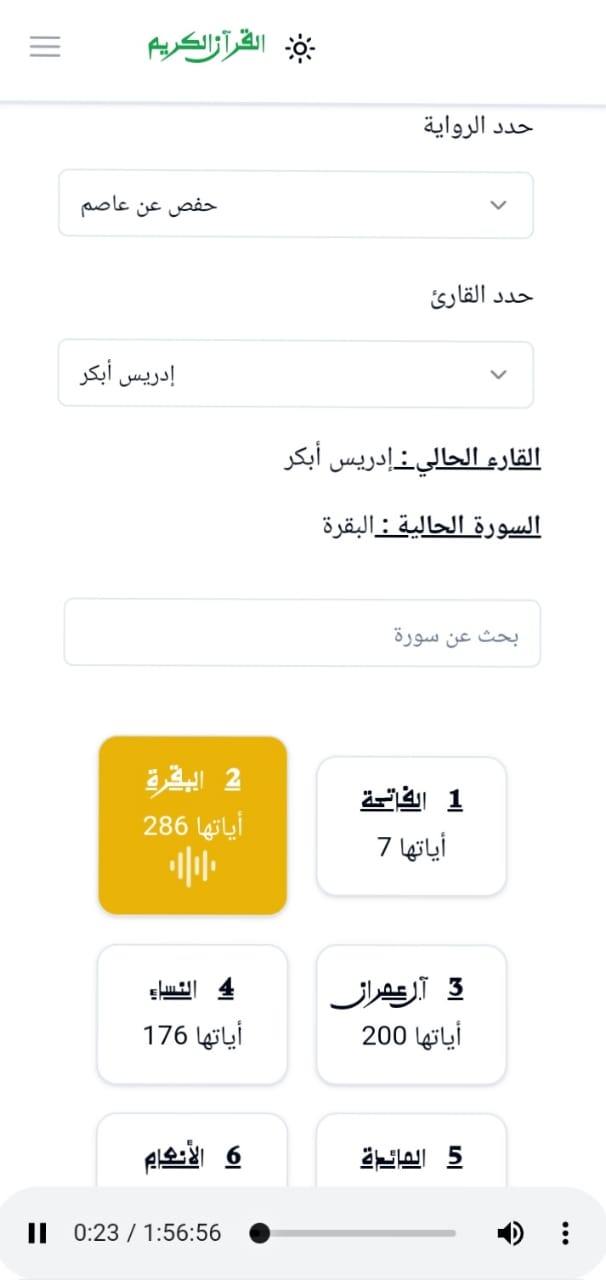 القرآن الكريم
حدد الرواية
حفص عن عاصم
حدد القارئ
إدريس أبكر
القارء الحالي : إدريس أبكر
السورة الحالية : البقرة
بحث عن سورة
1 الفاتحة
أياتها 7
2 البقرة
أياتها 286
3 آل عمران
أياتها 200
4 النساء
أياتها 176
5 المائدة
6 الأنعام
0:23 / 1:56:56